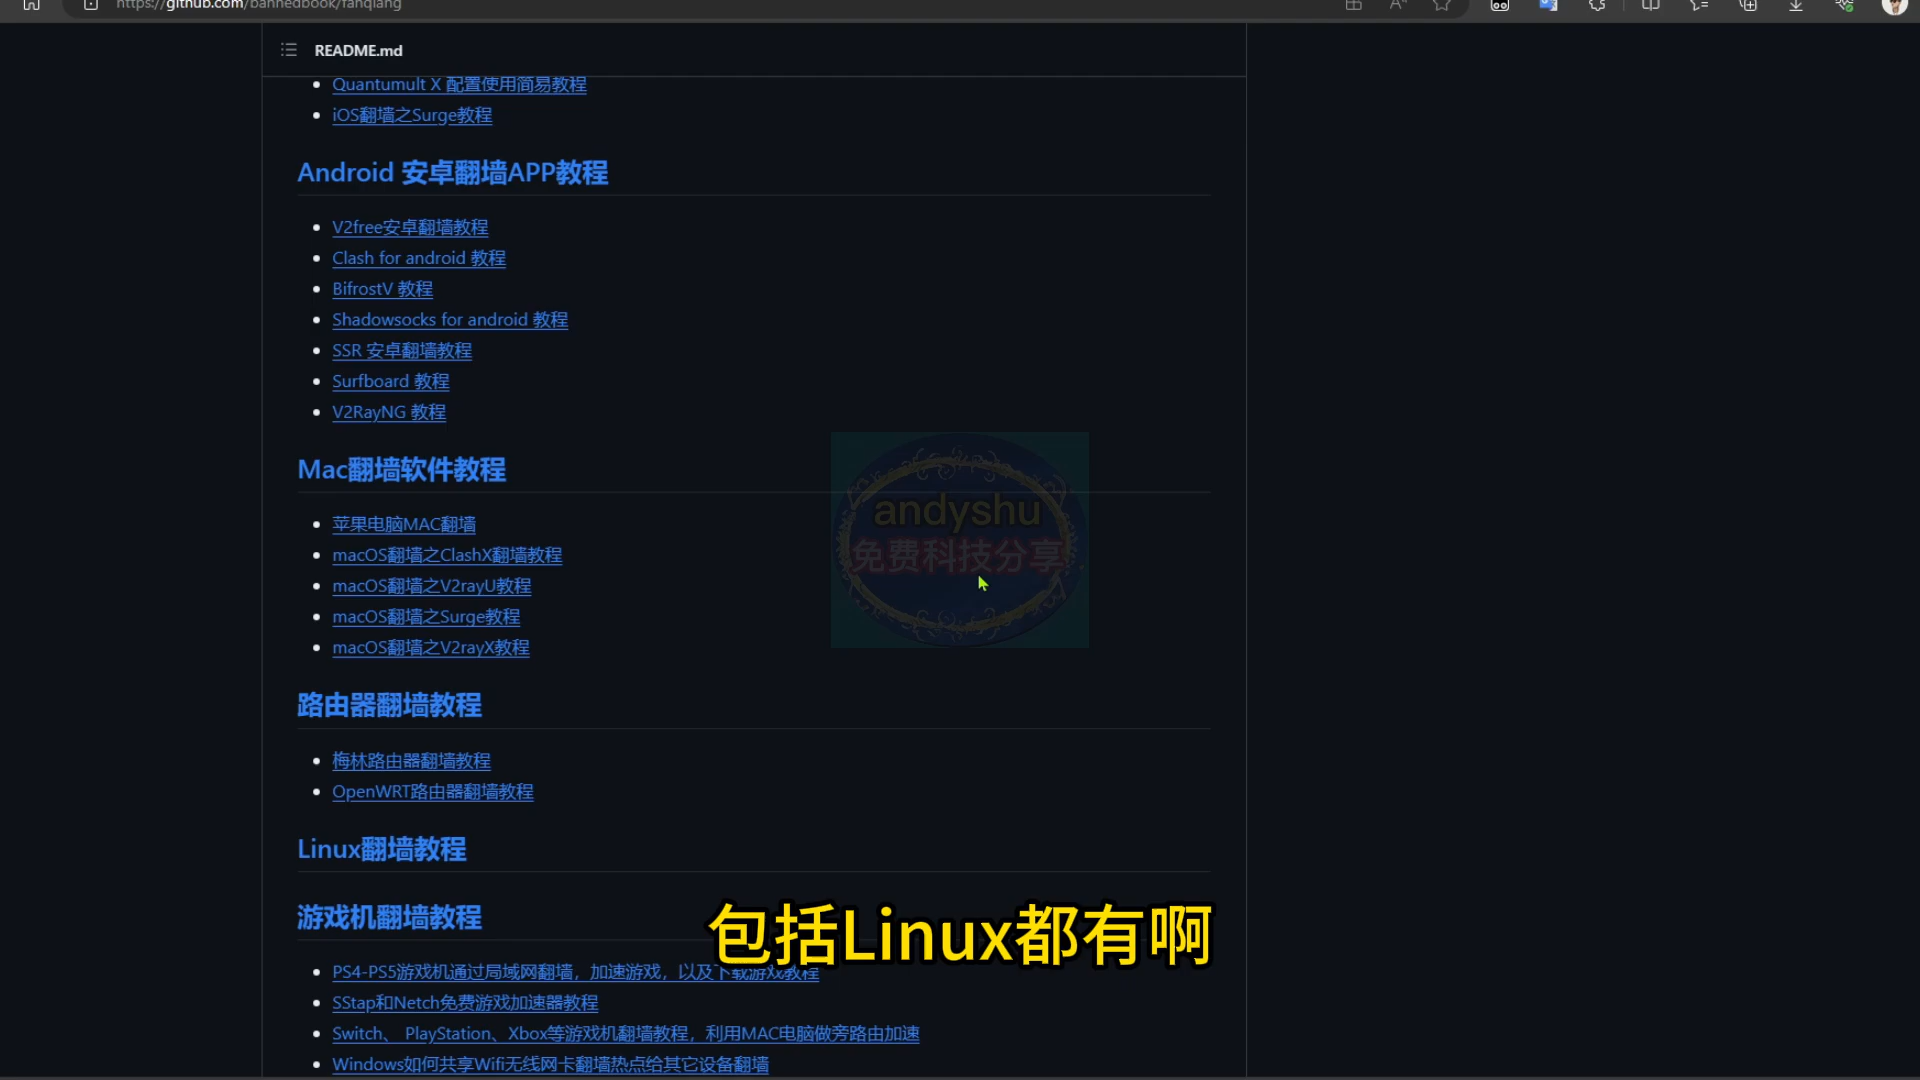 https://github.com/bannedbook/fanqiang
README.md
Quantumult X 配置使用简易教程
iOS翻墙之Surge教程
Android 安卓翻墙APP教程
V2free安卓翻墙教程
Clash for android 教程
BifrostV 教程
Shadowsocks for android 教程
SSR 安卓翻墙教程
Surfboard 教程
V2RayNG 教程
Mac翻墙软件教程
苹果电脑MAC翻墙
macOS翻墙之ClashX翻墙教程
macOS翻墙之V2rayU教程
macOS翻墙之Surge教程
macOS翻墙之V2rayX教程
andyshu
免费科技分享
路由器翻墙教程
梅林路由器翻墙教程
OpenWRT路由器翻墙教程
Linux翻墙教程
游戏机翻墙教程
包括Linux都有啊
PS4-PS5游戏机通过局域网翻墙，加速游戏，以及下载游戏教程
SStap和Netch免费游戏加速器教程
Switch、 PlayStation、Xbox等游戏机翻墙教程，利用MAC电脑做旁路由加速
Windows如何共享Wifi无线网卡翻墙热点给其它设备翻墙